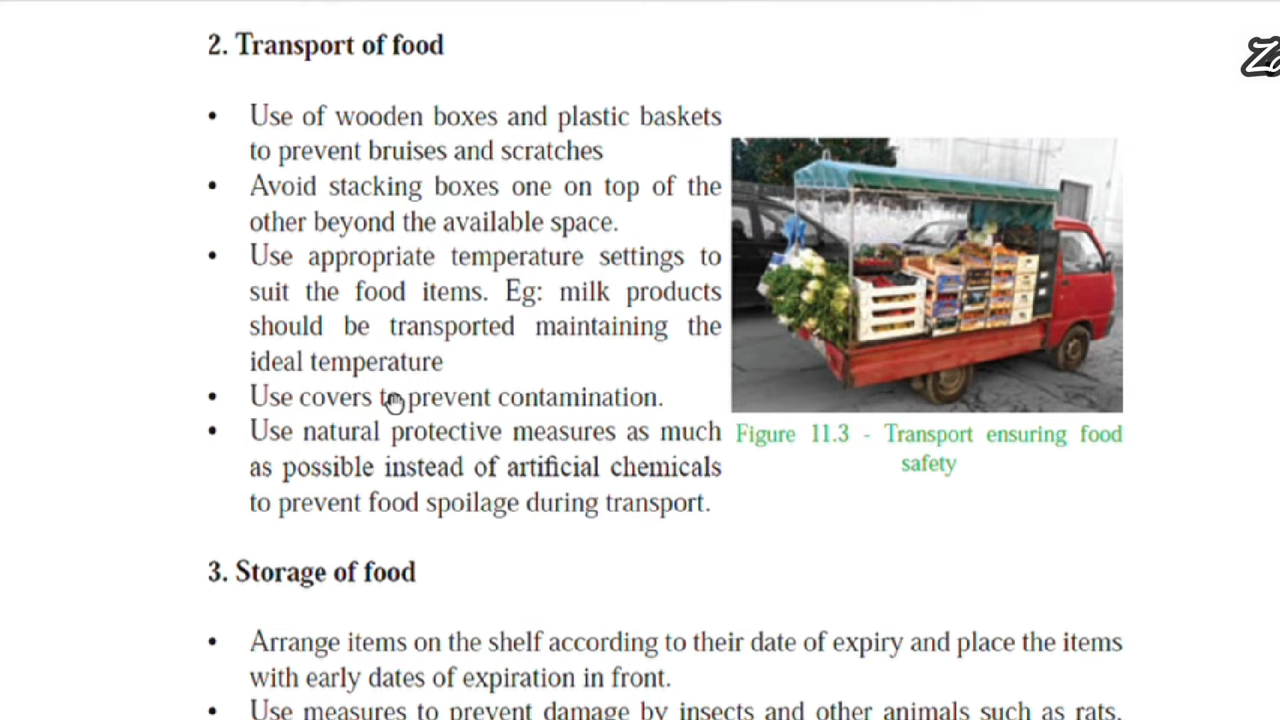 2. Transport of food
• Use of wooden boxes and plastic baskets
to prevent bruises and scratches
• Avoid stacking boxes one on top of the
other beyond the available space.
• Use appropriate temperature settings to
suit the food items. Eg: milk products
should be transported maintaining the
ideal temperature
• Use covers to prevent contamination.
• Use natural protective measures as much
as possible instead of artificial chemicals
to prevent food spoilage during transport.
Figure 11.3 - Transport ensuring food
safety
3. Storage of food
• Arrange items on the shelf according to their date of expiry and place the items
with early dates of expiration in front.
• Use measures to prevent damage by insects and other animals such as rats,